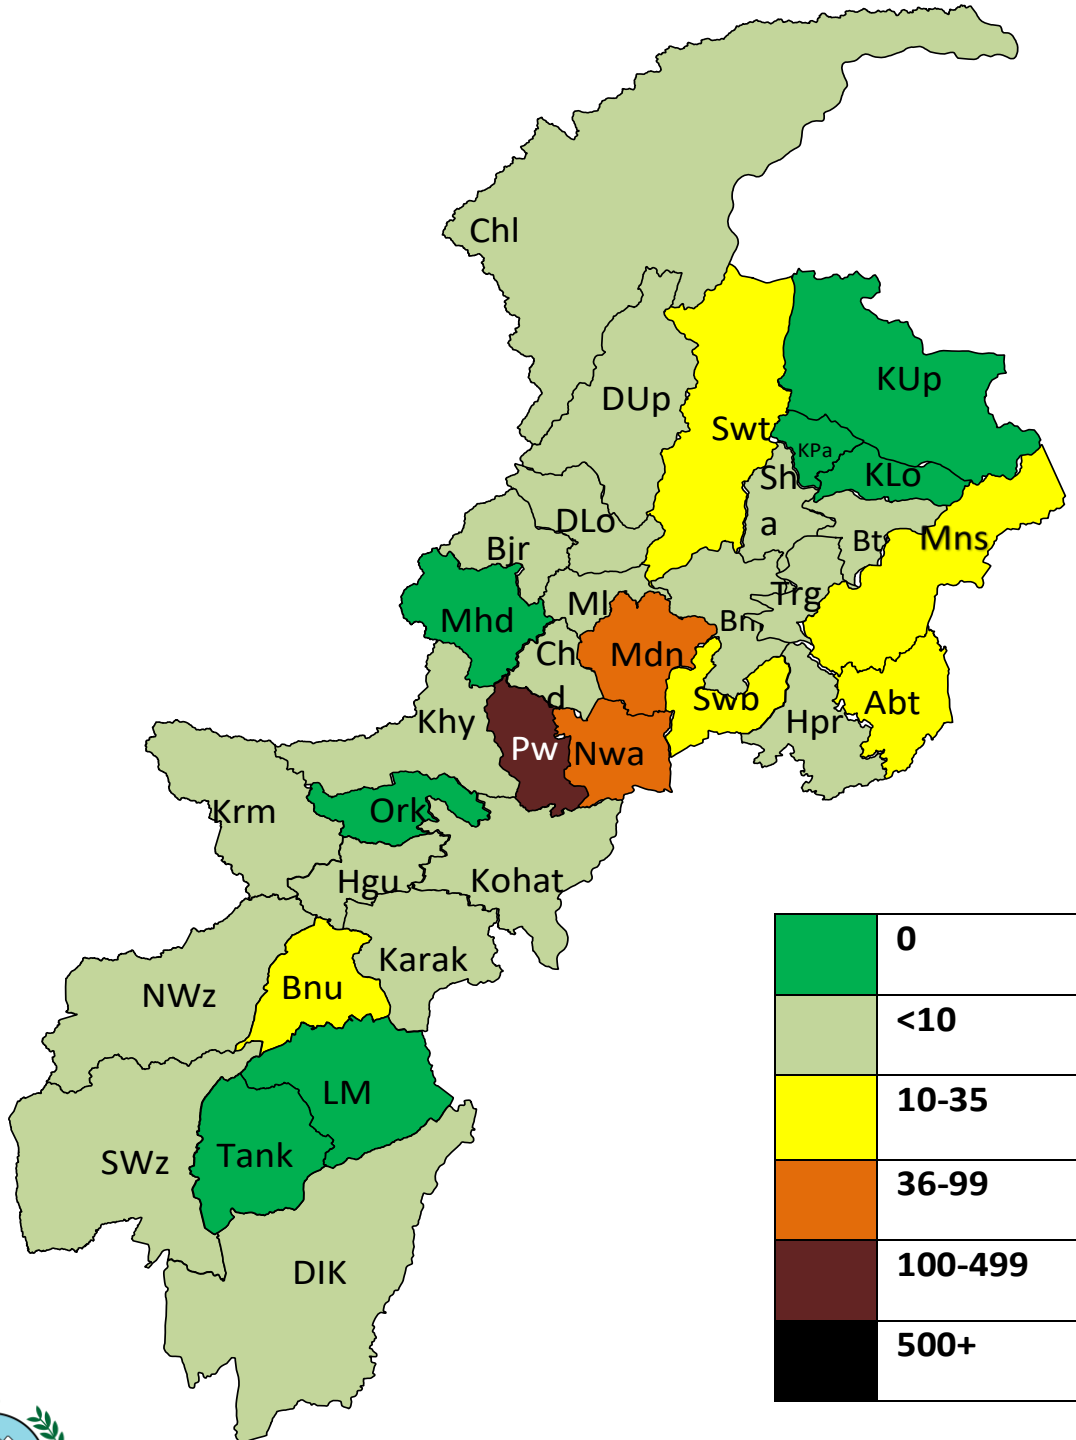 Chl
KUp
DUp
Swt
KPa
Sh
a
KLo
DLo
Bjr
Bt
Mns
Mhd
Ml
Trg
Bn
Ch
d
Mdn
Swb
Abt
Khy
Pw
Nwa
Hpr
Krm
Ork
Hgu
Kohat
Karak
NWz
Bnu
LM
SWz
Tank
DIK
0
<10
10-35
36-99
100-499
500+